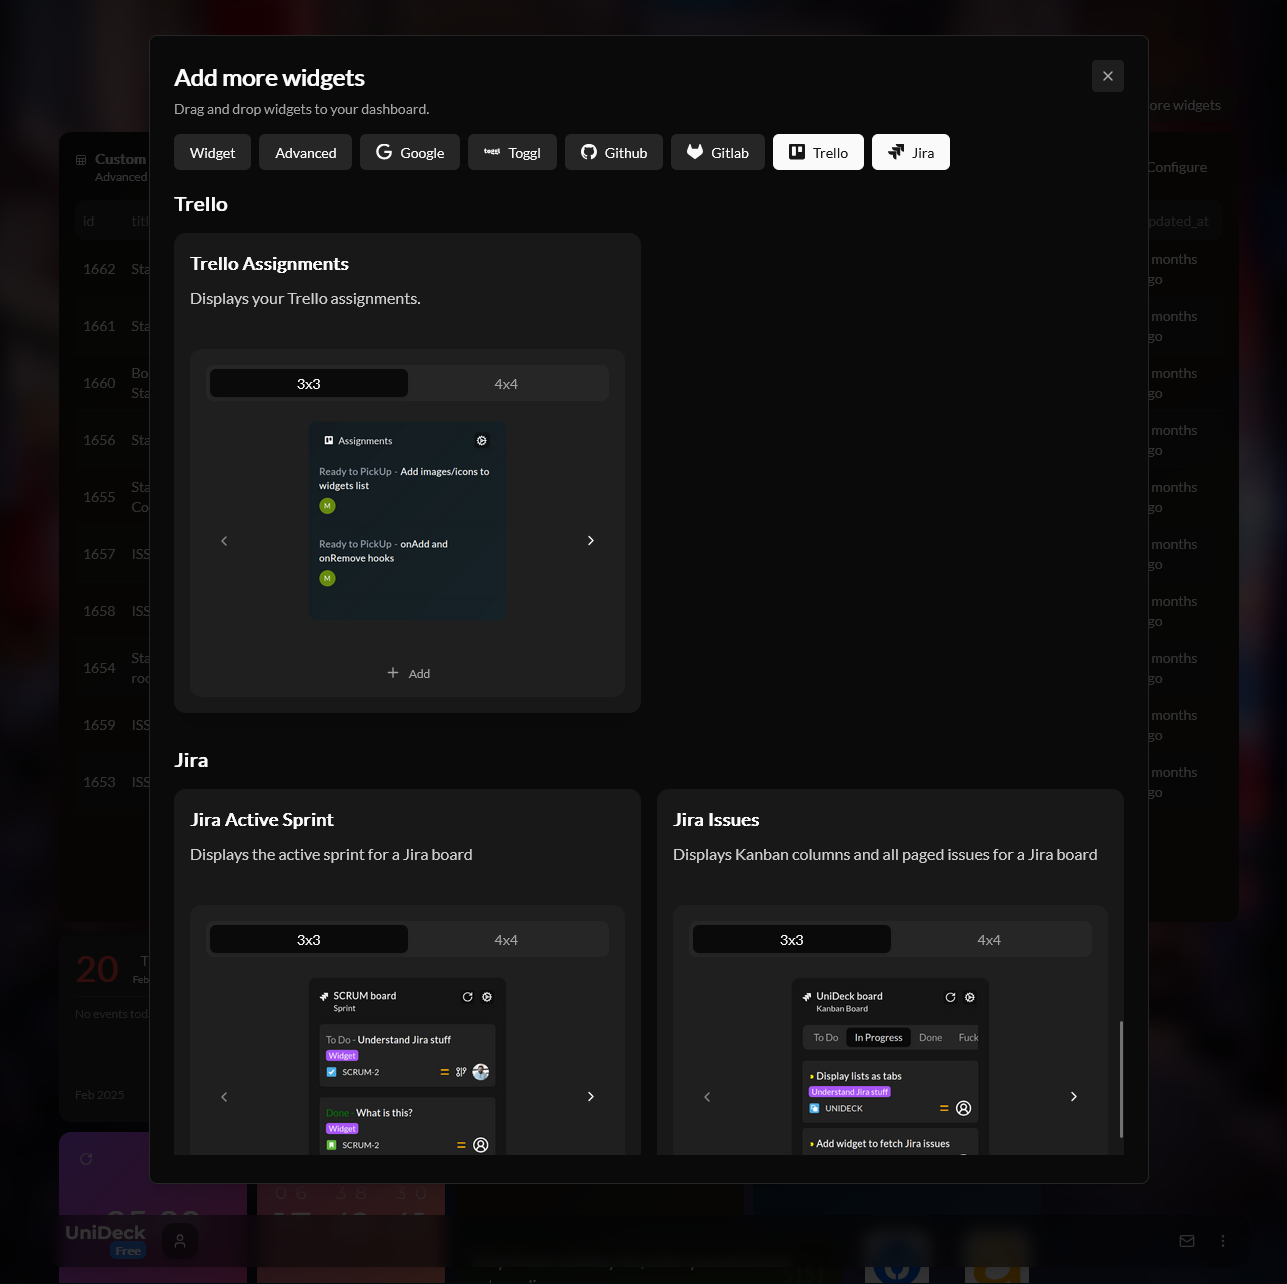 Add more widgets
Drag and drop widgets to your dashboard.
ore widgets
Widget
Advanced
Google
toggl Toggl
Github
Gitlab
Trello
Jira
Custom
Advanced
Configure
id
titl
pdated_at
1662 Sta
months
go
1661 Sta
months
go
1660 Bo
Sta
months
go
1656 Sta
months
go
1655 Sta
Co
months
go
1657 ISS
months
go
1658 ISS
months
go
1654 Sta
roo
months
go
1659 ISS
months
go
1653 ISS
months
go
Trello
Trello Assignments
Displays your Trello assignments.
3x3
4x4
Assignments
Ready to PickUp - Add images/icons to
widgets list
M
Ready to PickUp - onAdd and
onRemove hooks
M
Add
Jira
Jira Active Sprint
Displays the active sprint for a Jira board
3x3
4x4
SCRUM board
Sprint
To Do - Understand Jira stuff
Widget
SCRUM-2
Done - What is this?
Widget
SCRUM-2
Jira Issues
Displays Kanban columns and all paged issues for a Jira board
3x3
4x4
UniDeck board
Kanban Board
To Do
In Progress
Done
Fuck
Display lists as tabs
Understand Jira stuff
UNIDECK
Add widget to fetch Jira issues
20
T
Feb
No events tod
Feb 2025
06 38 30
UniDeck
Free